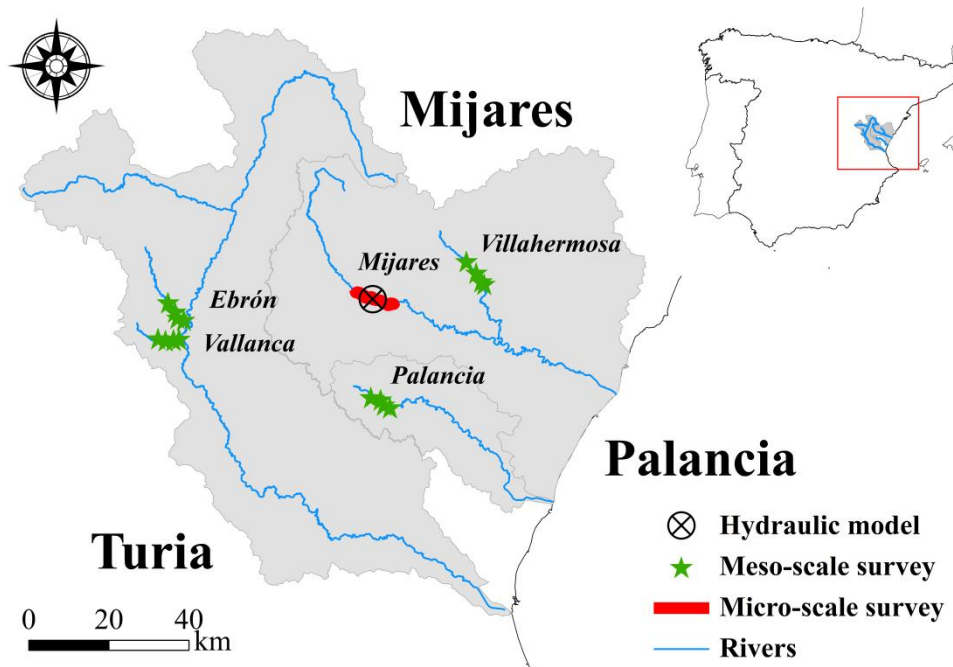 Mijares
Villahermosa
Mijares
Ebrón
Vallanca
Palancia
Palancia
Turia
Hydraulic model
Meso-scale survey
Micro-scale survey
Rivers
0 20 40
km